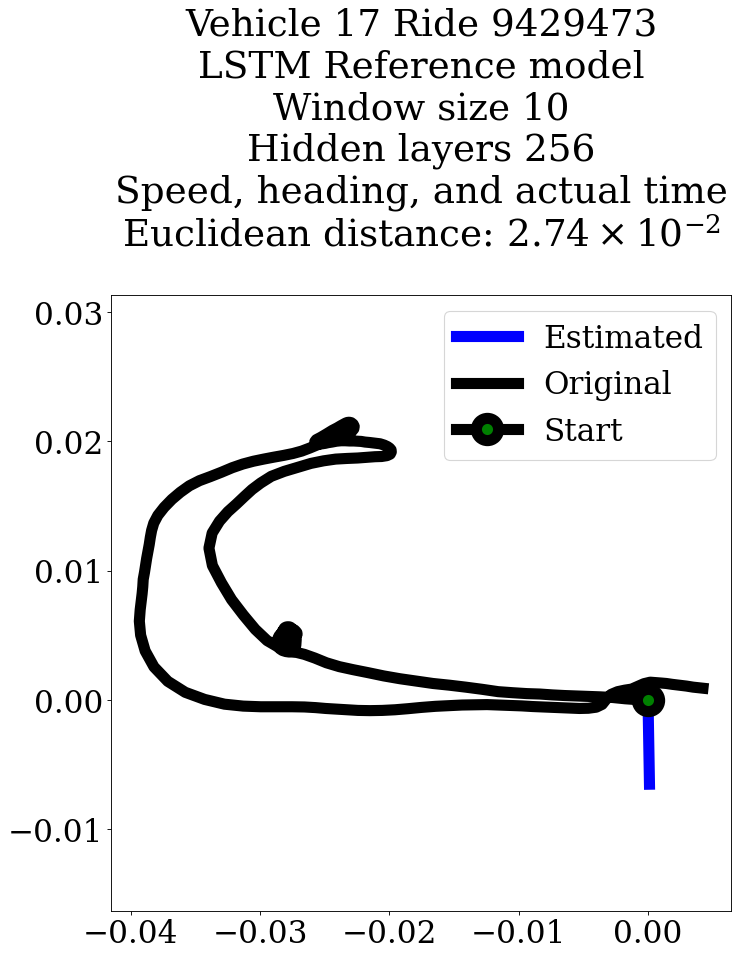 Vehicle 17 Ride 9429473
LSTM Reference model
Window size 10
Hidden layers 256
Speed, heading, and actual time
Euclidean distance: 2.74 × 10⁻²
Estimated
Original
Start
0.03
0.02
0.01
0.00
−0.01
−0.04 −0.03 −0.02 −0.01 0.00